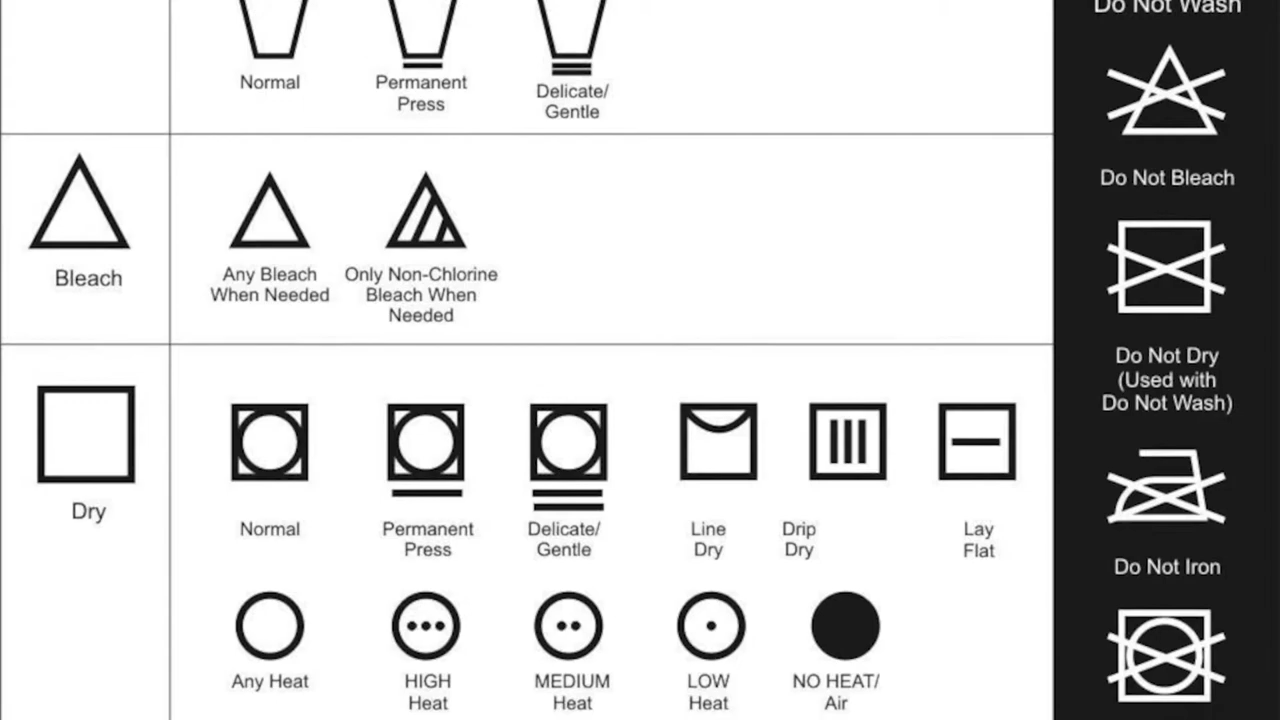 Do Not Wash
Normal
Permanent
Press
Delicate/
Gentle
Do Not Bleach
Bleach
Any Bleach
When Needed
Only Non-Chlorine
Bleach When
Needed
Do Not Dry
(Used with
Do Not Wash)
Dry
Normal
Permanent
Press
Delicate/
Gentle
Line
Dry
Drip
Dry
Lay
Flat
Do Not Iron
Any Heat
HIGH
Heat
MEDIUM
Heat
LOW
Heat
NO HEAT/
Air